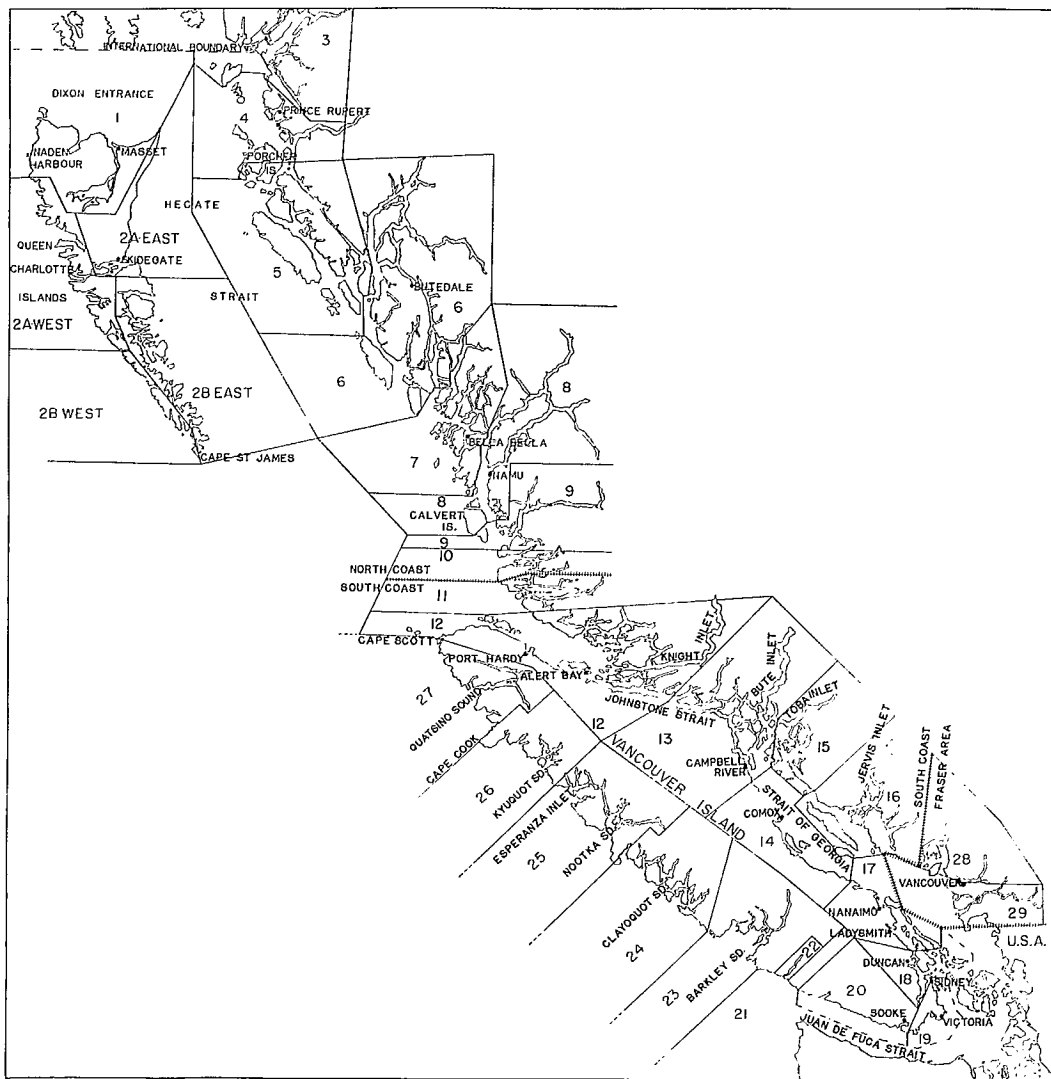 INTERNATIONAL BOUNDARY
3
DIXON ENTRANCE
1
4
PRINCE RUPERT
NADEN
HARBOUR
MASSET
PORCHER
IS.
HECATE
2A EAST
QUEEN
SKIDEGATE
CHARLOTTE
5
BUTEDALE
ISLANDS
STRAIT
6
2A WEST
6
8
2B WEST
2B EAST
BELLA BELLA
CAPE ST JAMES
7
NAMU
8
9
CALVERT
IS.
9
10
NORTH COAST
SOUTH COAST
11
12
CAPE SCOTT
KNIGHT INLET
PORT HARDY
ALERT BAY
BUTE INLET
27
QUATSINO SOUND
JOHNSTONE STRAIT
TOBA INLET
12
13
15
CAPE COOK
VANCOUVER ISLAND
CAMPBELL
RIVER
JERVIS INLET
26
KYUQUOT SD.
16
SOUTH COAST
FRASER AREA
ESPERANZA INLET
COMOX
STRAIT OF GEORGIA
25
NOOTKA SD.
14
17
28
VANCOUVER
CLAYOQUOT SD.
NANAIMO
29
LADYSMITH
U.S.A.
24
22
DUNCAN
BARKLEY SD.
18
SIDNEY
23
20
21
SOOKE
VICTORIA
19
JUAN DE FUCA STRAIT